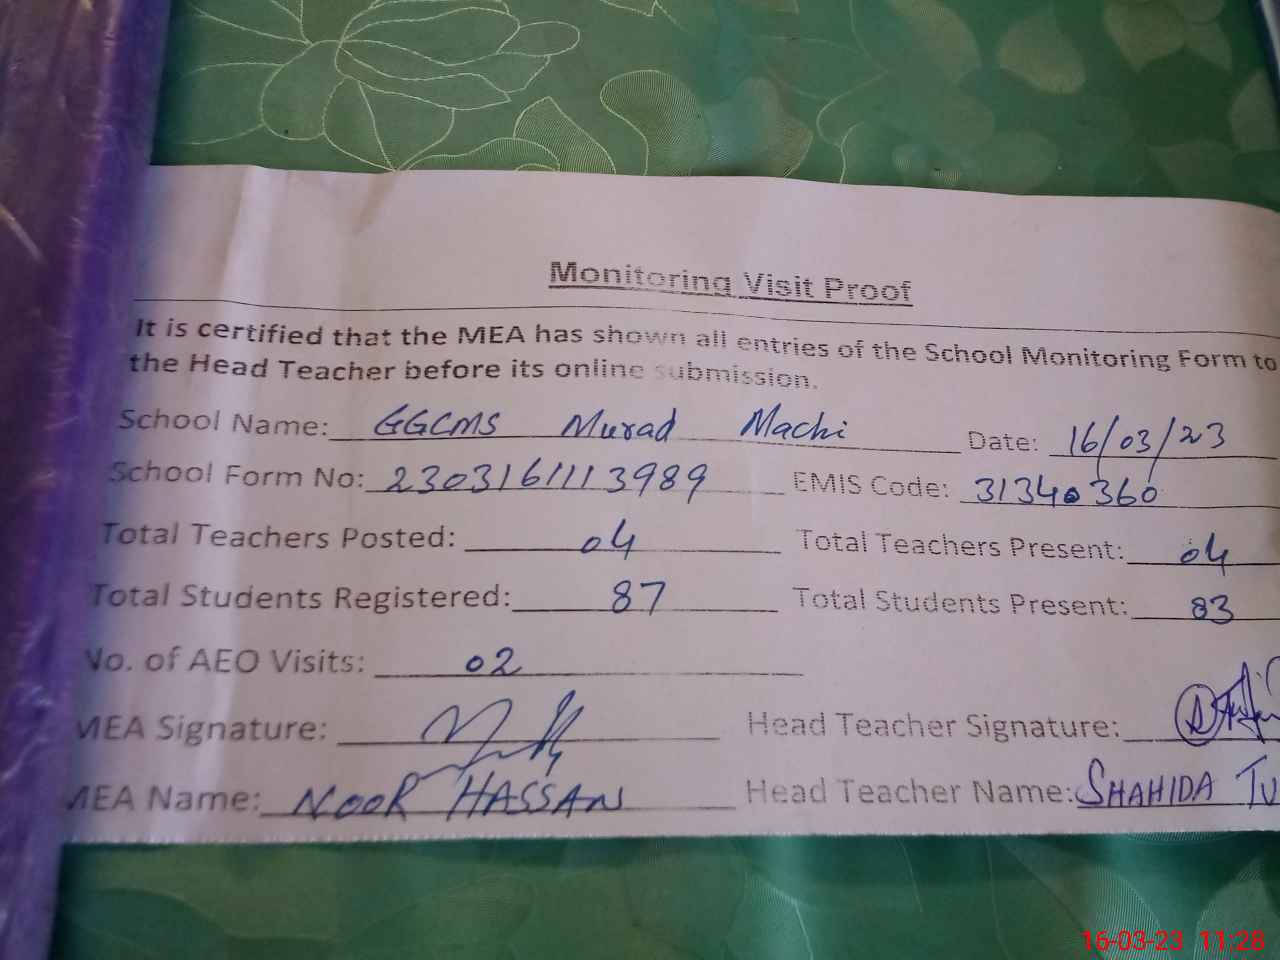 Monitoring Visit Proof
It is certified that the MEA has shown all entries of the School Monitoring Form to
the Head Teacher before its online submission.
School Name: GGCMS Murad Machi Date: 16/03/23
School Form No: 2303161113989 EMIS Code: 31340360
Total Teachers Posted: 04 Total Teachers Present: 04
Total Students Registered: 87 Total Students Present: 83
No. of AEO Visits: 02
MEA Signature: Head Teacher Signature:
MEA Name: NOOR HASSAN Head Teacher Name: SHAHIDA
16-03-23 11:28